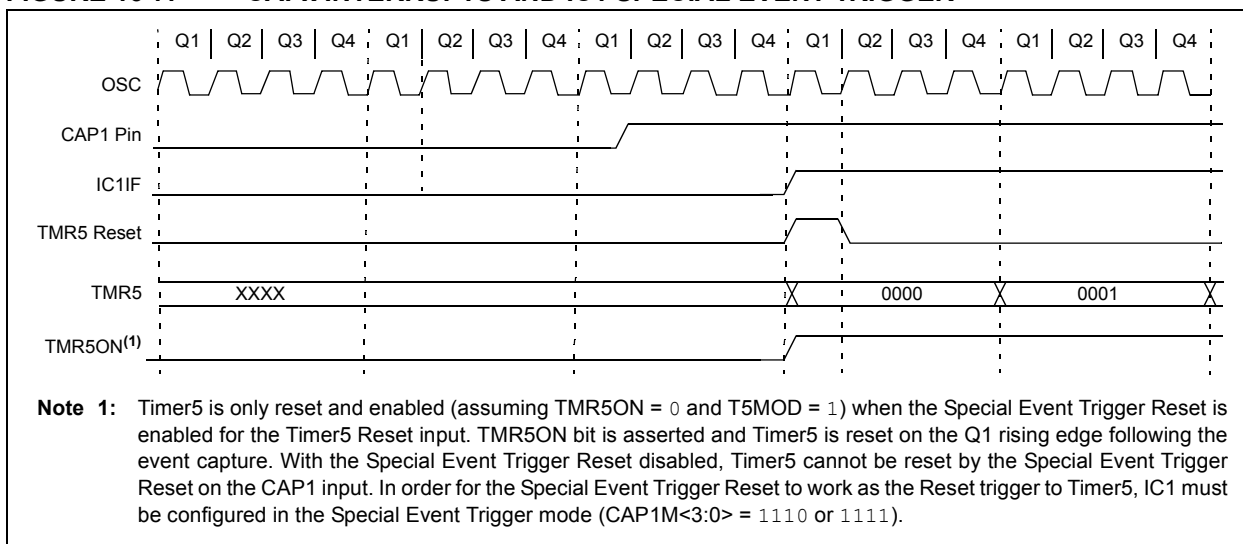 INTERRUPTS AND IC1 SPECIAL EVENT TRIGGER
Q1 Q2 Q3 Q4 Q1 Q2 Q3 Q4 Q1 Q2 Q3 Q4 Q1 Q2 Q3 Q4 Q1 Q2 Q3 Q4
OSC
CAP1 Pin
IC1IF
TMR5 Reset
TMR5 XXXX 0000 0001
TMR5ON(1)
Note 1: Timer5 is only reset and enabled (assuming TMR5ON = 0 and T5MOD = 1) when the Special Event Trigger Reset is
enabled for the Timer5 Reset input. TMR5ON bit is asserted and Timer5 is reset on the Q1 rising edge following the
event capture. With the Special Event Trigger Reset disabled, Timer5 cannot be reset by the Special Event Trigger
Reset on the CAP1 input. In order for the Special Event Trigger Reset to work as the Reset trigger to Timer5, IC1 must
be configured in the Special Event Trigger mode (CAP1M<3:0> = 1110 or 1111).